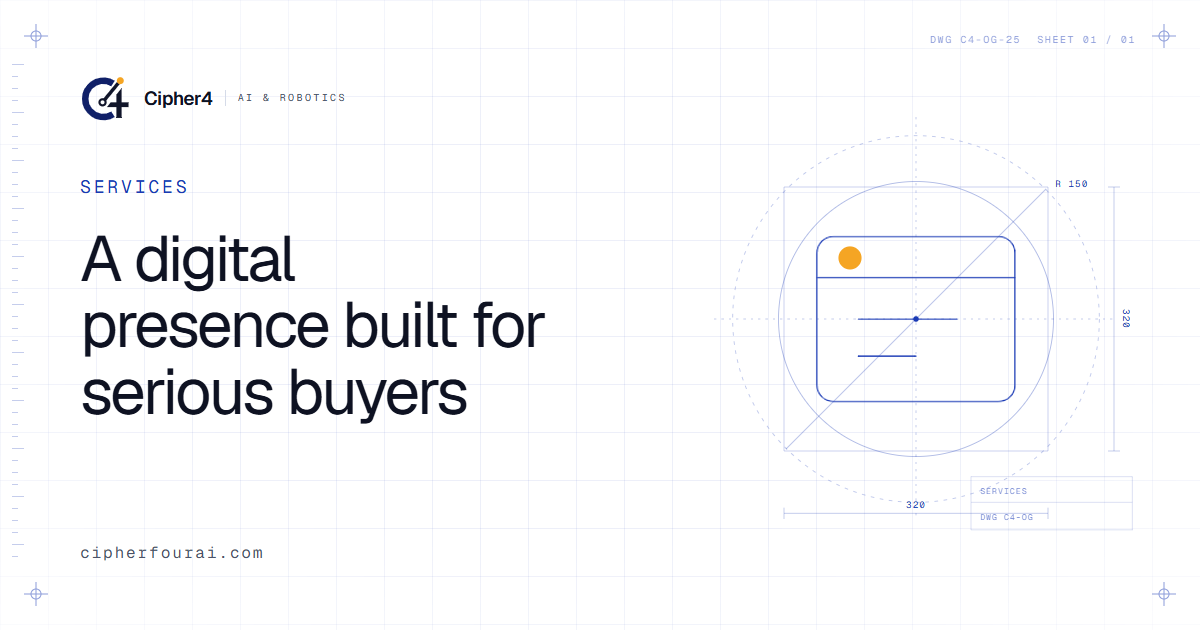 DWG C4-OG-25 SHEET 01 / 01
C4 Cipher4 AI & ROBOTICS
SERVICES
A digital
presence built for
serious buyers
R 150
320
320
SERVICES
DWG C4-OG
cipherfourai.com